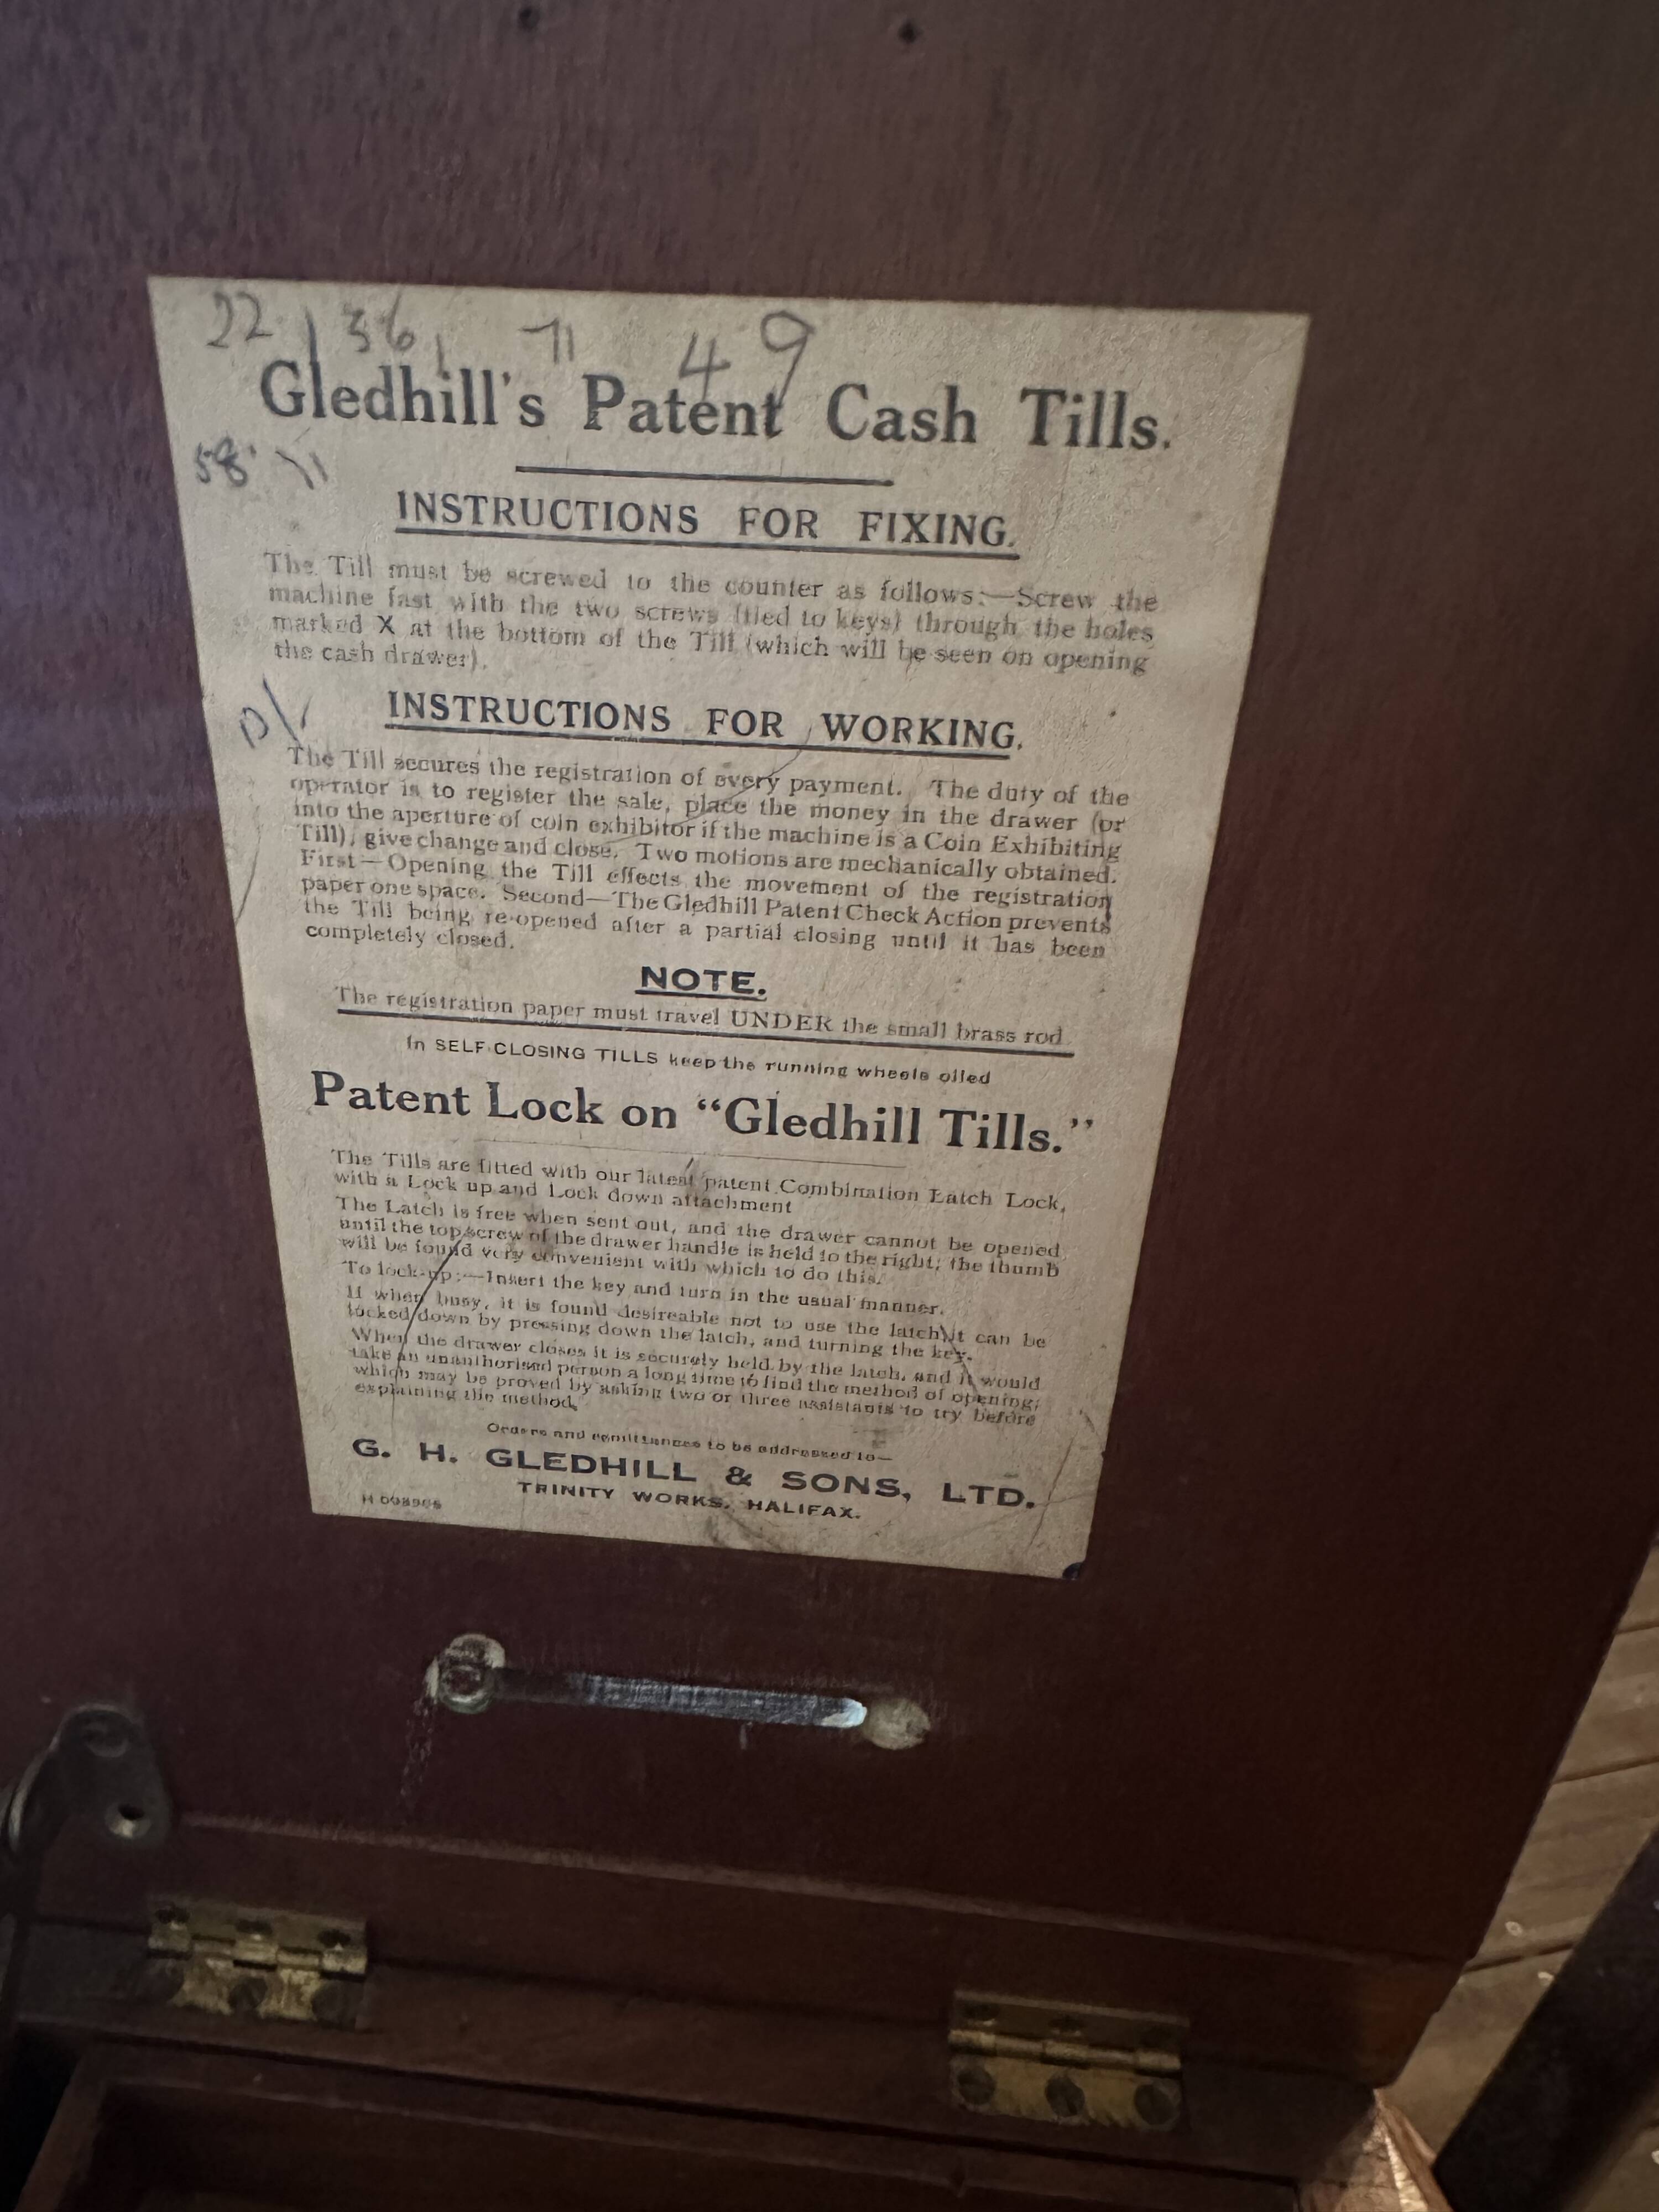 22 36 71 49
Gledhill's Patent Cash Tills.
58
INSTRUCTIONS FOR FIXING.
The Till must be screwed to the counter as follows:—Screw the
machine fast with the two screws (tied to keys) through the holes
marked X at the bottom of the Till (which will be seen on opening
the cash drawer).
INSTRUCTIONS FOR WORKING.
The Till secures the registration of every payment. The duty of the
operator is to register the sale, place the money in the drawer (or
into the aperture of coin exhibitor if the machine is a Coin Exhibiting
Till), give change and close. Two motions are mechanically obtained.
First—Opening the Till effects the movement of the registration
paper one space. Second—The Gledhill Patent Check Action prevents
the Till being re-opened after a partial closing until it has been
completely closed.
NOTE.
The registration paper must travel UNDER the small brass rod
In SELF-CLOSING TILLS keep the running wheels oiled
Patent Lock on “Gledhill Tills.”
The Tills are fitted with our latest patent Combination Latch Lock,
with a Lock up and Lock down attachment
The Latch is free when sent out, and the drawer cannot be opened
until the top screw of the drawer handle is held to the right; the thumb
will be found very convenient with which to do this.
To lock-up:—Insert the key and turn in the usual manner.
If when busy, it is found desireable not to use the latch it can be
locked down by pressing down the latch, and turning the key.
When the drawer closes it is securely held by the latch, and it would
take an unauthorised person a long time to find the method of opening;
which may be proved by asking two or three assistants to try before
explaining the method.
Orders and remittances to be addressed to—
G. H. GLEDHILL & SONS, LTD.
TRINITY WORKS, HALIFAX.